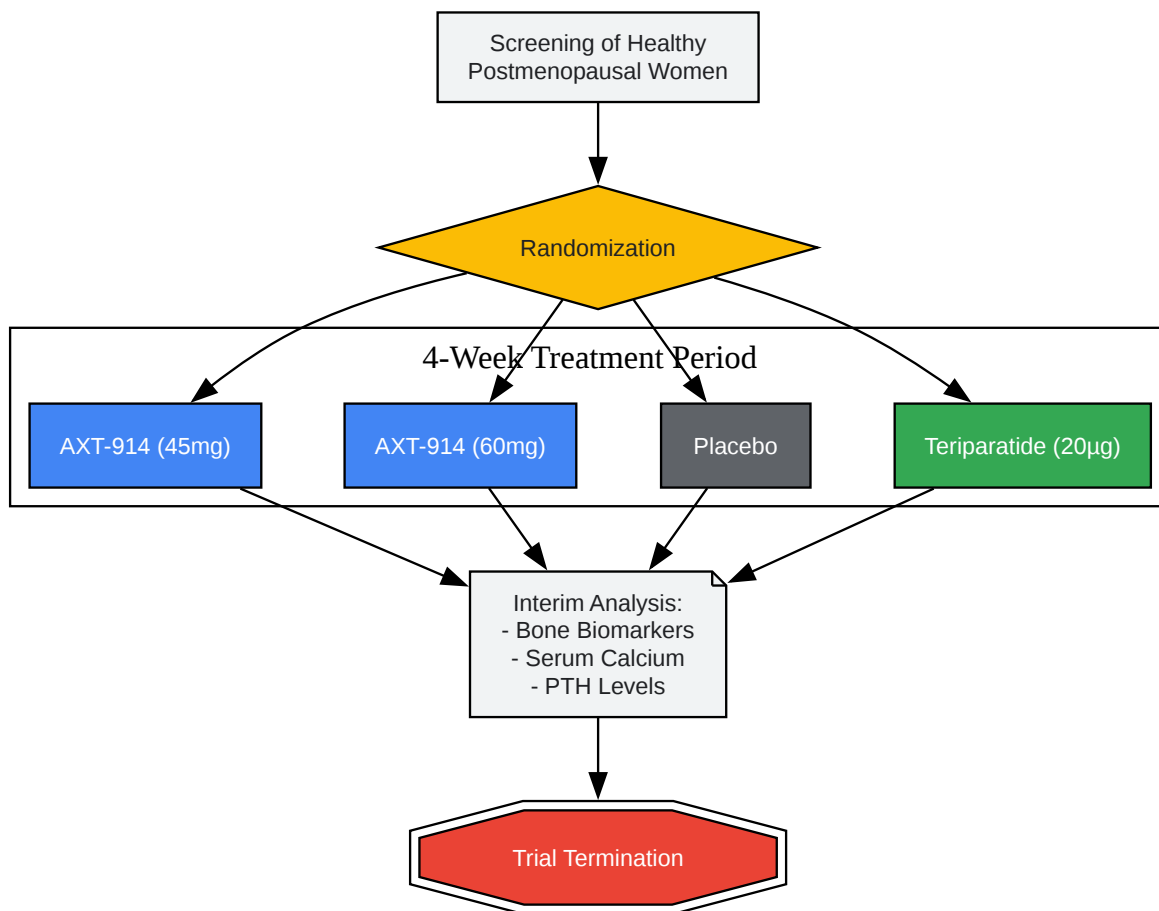 Screening of Healthy
Postmenopausal Women
Randomization
4-Week Treatment Period
AXT-914 (45mg)
AXT-914 (60mg)
Placebo
Teriparatide (20µg)
Interim Analysis:
- Bone Biomarkers
- Serum Calcium
- PTH Levels
Trial Termination